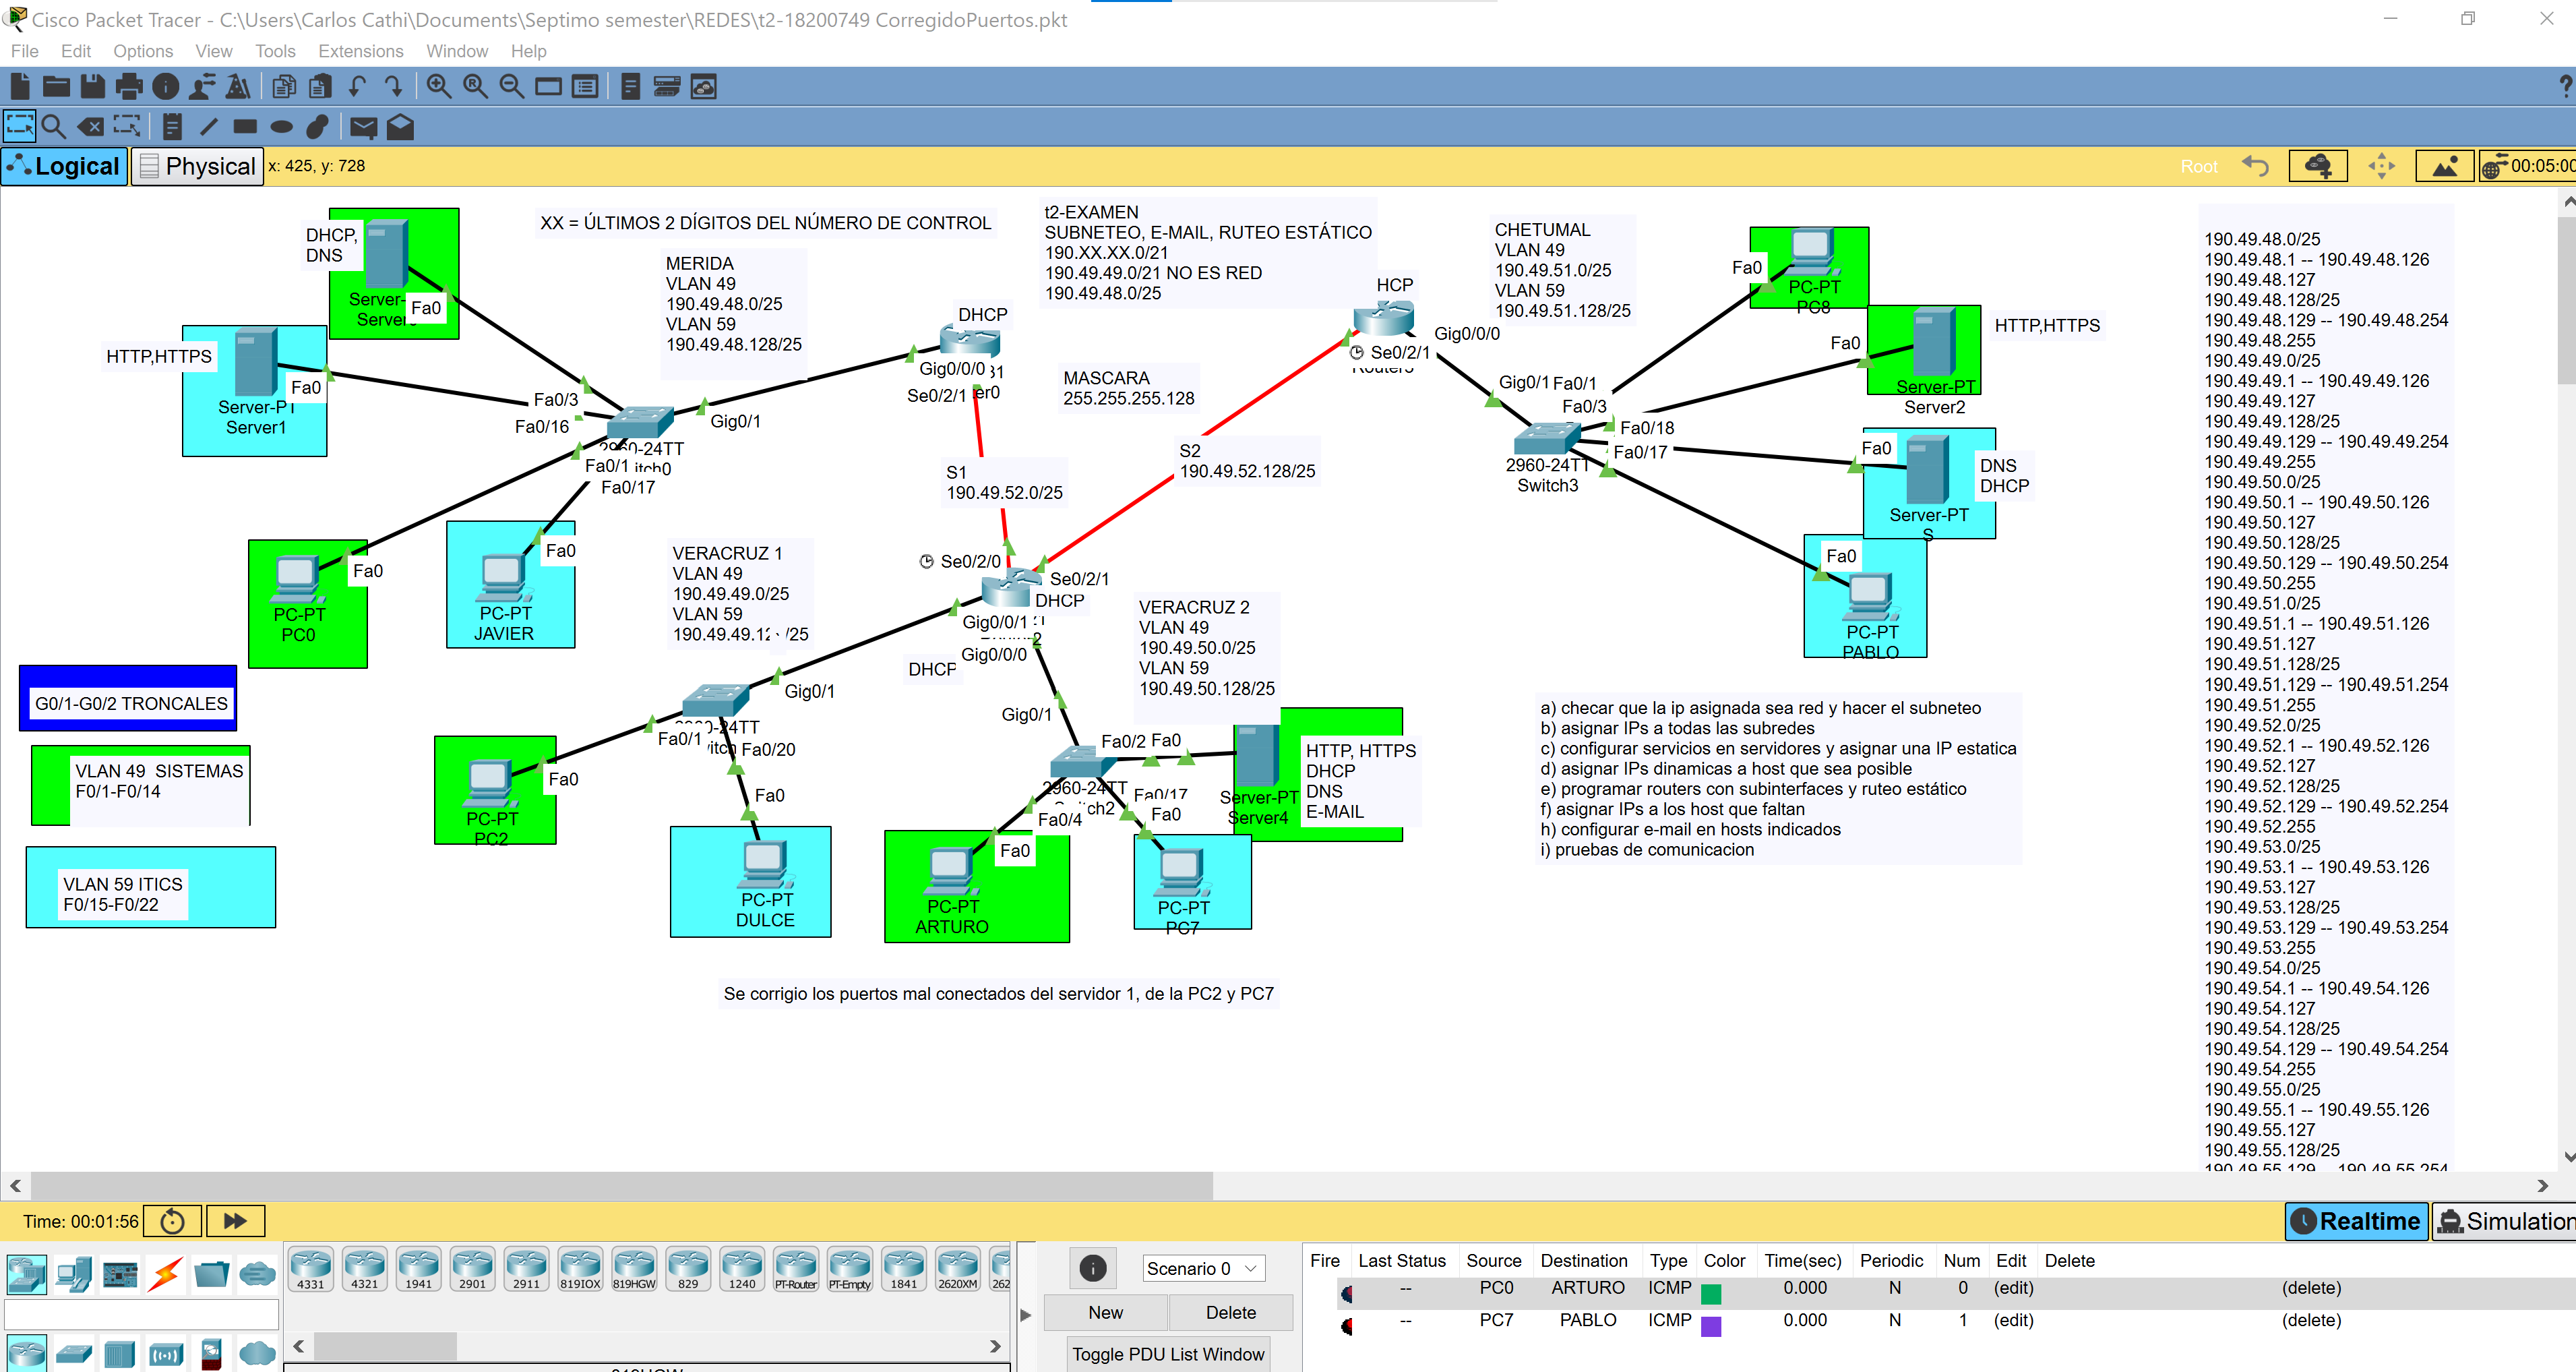 Cisco Packet Tracer - C:\Users\Carlos Cathi\Documents\Septimo semester\REDES\t2-18200749 CorregidoPuertos.pkt
File Edit Options View Tools Extensions Window Help
Logical
Physical
x: 425, y: 728
Root
00:05:00
DHCP,
DNS
Fa0
HTTP,HTTPS
Fa0
Server-PT
Server1
XX = ÚLTIMOS 2 DÍGITOS DEL NÚMERO DE CONTROL
MERIDA
VLAN 49
190.49.48.0/25
VLAN 59
190.49.48.128/25
t2-EXAMEN
SUBNETEO, E-MAIL, RUTEO ESTÁTICO
190.XX.XX.0/21
190.49.49.0/21 NO ES RED
190.49.48.0/25
DHCP
Gig0/0/0
Se0/2/1
MASCARA
255.255.255.128
HCP
Gig0/0/0
Se0/2/1
CHETUMAL
VLAN 49
190.49.51.0/25
VLAN 59
190.49.51.128/25
Fa0
PC-PT
PC8
Fa0
HTTP,HTTPS
Server-PT
Server2
Fa0/3
Fa0/16
Gig0/1
Fa0/1
Fa0/17
Gig0/1
Fa0/1
Fa0/3
Fa0/18
Fa0/17
2960-24TT
Switch3
Fa0
DNS
DHCP
Server-PT
S
Fa0
PC-PT
PABLO
S1
190.49.52.0/25
S2
190.49.52.128/25
Fa0
PC-PT
PC0
Fa0
PC-PT
JAVIER
VERACRUZ 1
VLAN 49
190.49.49.0/25
VLAN 59
Se0/2/0
Se0/2/1
DHCP
Gig0/0/1
Gig0/0/0
DHCP
VERACRUZ 2
VLAN 49
190.49.50.0/25
VLAN 59
190.49.50.128/25
G0/1-G0/2 TRONCALES
VLAN 49 SISTEMAS
F0/1-F0/14
VLAN 59 ITICS
F0/15-F0/22
Gig0/1
Fa0/1
Fa0/20
Fa0
PC-PT
PC2
Fa0
PC-PT
DULCE
Gig0/1
Fa0/2
Fa0
2960-24TT
Fa0/17
Fa0/4
Fa0
Fa0
PC-PT
ARTURO
PC-PT
PC7
Server-PT
Server4
HTTP, HTTPS
DHCP
DNS
E-MAIL
a) checar que la ip asignada sea red y hacer el subneteo
b) asignar IPs a todas las subredes
c) configurar servicios en servidores y asignar una IP estatica
d) asignar IPs dinamicas a host que sea posible
e) programar routers con subinterfaces y ruteo estático
f) asignar IPs a los host que faltan
h) configurar e-mail en hosts indicados
i) pruebas de comunicacion
Se corrigio los puertos mal conectados del servidor 1, de la PC2 y PC7
190.49.48.0/25
190.49.48.1 -- 190.49.48.126
190.49.48.127
190.49.48.128/25
190.49.48.129 -- 190.49.48.254
190.49.48.255
190.49.49.0/25
190.49.49.1 -- 190.49.49.126
190.49.49.127
190.49.49.128/25
190.49.49.129 -- 190.49.49.254
190.49.49.255
190.49.50.0/25
190.49.50.1 -- 190.49.50.126
190.49.50.127
190.49.50.128/25
190.49.50.129 -- 190.49.50.254
190.49.50.255
190.49.51.0/25
190.49.51.1 -- 190.49.51.126
190.49.51.127
190.49.51.128/25
190.49.51.129 -- 190.49.51.254
190.49.51.255
190.49.52.0/25
190.49.52.1 -- 190.49.52.126
190.49.52.127
190.49.52.128/25
190.49.52.129 -- 190.49.52.254
190.49.52.255
190.49.53.0/25
190.49.53.1 -- 190.49.53.126
190.49.53.127
190.49.53.128/25
190.49.53.129 -- 190.49.53.254
190.49.53.255
190.49.54.0/25
190.49.54.1 -- 190.49.54.126
190.49.54.127
190.49.54.128/25
190.49.54.129 -- 190.49.54.254
190.49.54.255
190.49.55.0/25
190.49.55.1 -- 190.49.55.126
190.49.55.127
190.49.55.128/25
190.49.55.129 -- 190.49.55.254
Time: 00:01:56
Realtime
Simulation
4331 4321 1941 2901 2911 819IOX 819HGW 829 1240 PT-Router PT-Empty 1841 2620XM 262
819HGW
Scenario 0
New
Delete
Toggle PDU List Window
Fire Last Status Source Destination Type Color Time(sec) Periodic Num Edit Delete
-- PC0 ARTURO ICMP 0.000 N 0 (edit) (delete)
-- PC7 PABLO ICMP 0.000 N 1 (edit) (delete)